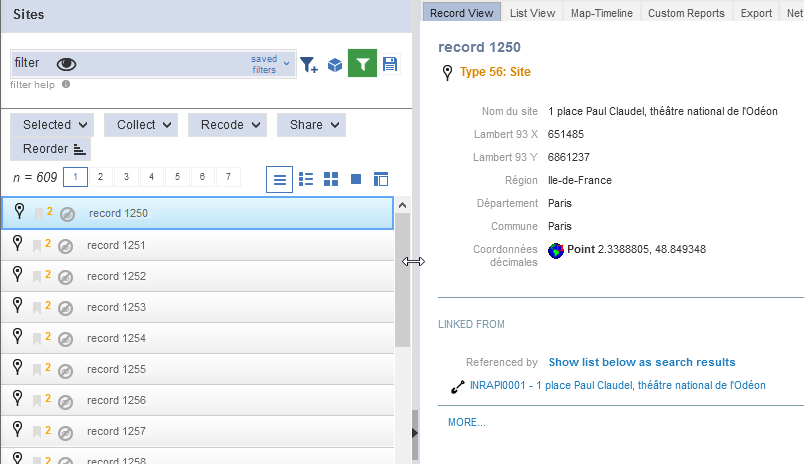 Sites
filter
saved
filters
filter help
Selected
Collect
Recode
Share
Reorder
n = 609 1 2 3 4 5 6 7
2 record 1250
2 record 1251
2 record 1252
2 record 1253
2 record 1254
2 record 1255
2 record 1256
2 record 1257
2 record 1258
Record View List View Map-Timeline Custom Reports Export Net
record 1250
Type 56: Site
Nom du site 1 place Paul Claudel, théâtre national de l'Odéon
Lambert 93 X 651485
Lambert 93 Y 6861237
Région Ile-de-France
Département Paris
Commune Paris
Coordonnées Point 2.3388805, 48.849348
décimales
LINKED FROM
Referenced by Show list below as search results
INRAPI0001 - 1 place Paul Claudel, théâtre national de l'Odéon
MORE...